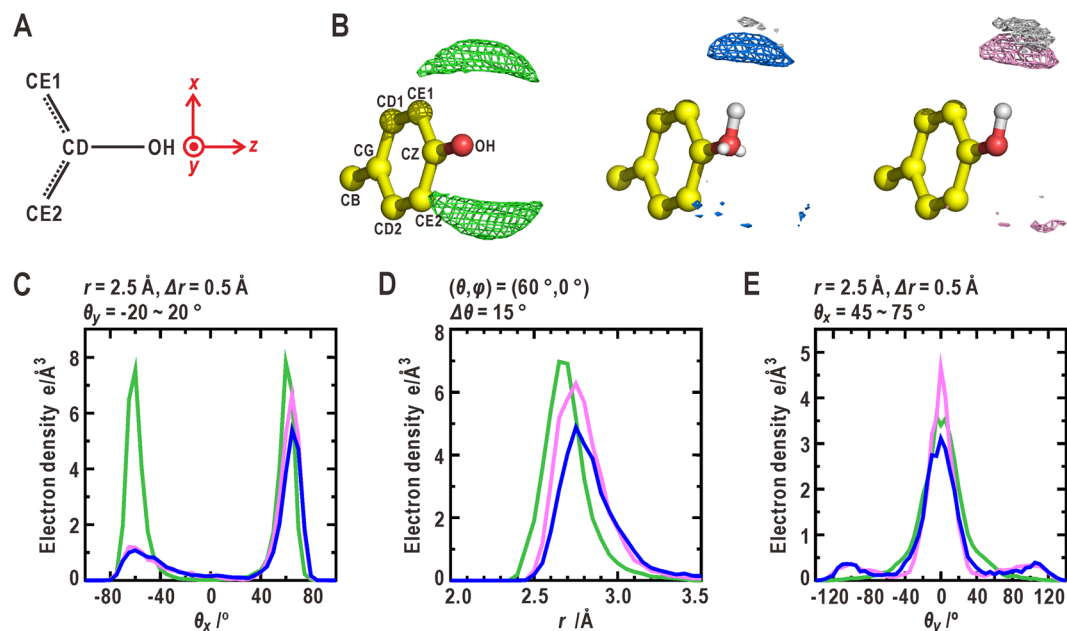 A
CE1
CD
OH
CE2
x
y
z
B
CD1
CE1
CG
CZ
OH
CB
CD2
CE2
C
r = 2.5 Å, Δr = 0.5 Å
θy = -20 ~ 20 °
Electron density e/Å3
8
6
4
2
0
-80
-40
0
40
80
θx /º
D
(θ, φ) = (60 °,0 °)
Δθ = 15 °
Electron density e/Å3
8
6
4
2
0
2.0
2.5
3.0
3.5
r /Å
E
r = 2.5 Å, Δr = 0.5 Å
θx = 45 ~ 75 °
Electron density e/Å3
5
4
3
2
1
0
-120
-80
-40
0
40
80
120
θy /º